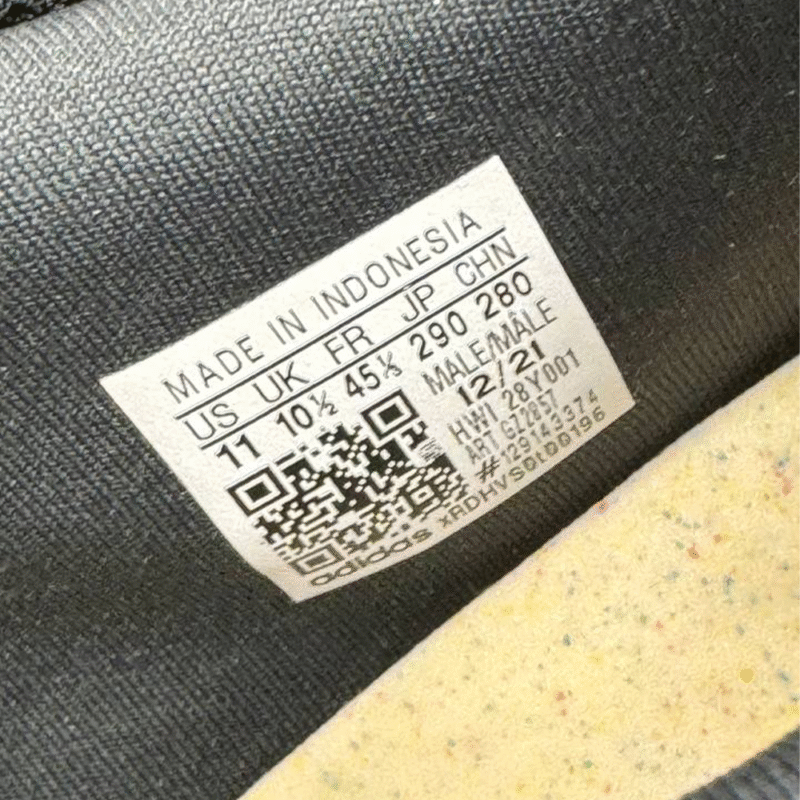 MADE IN INDONESIA
US UK FR JP CHN
11 10½ 45⅓ 290 280
MALE/MÂLE
12/21
HWI 28Y001
ART GZ2857
#129143374
adidas